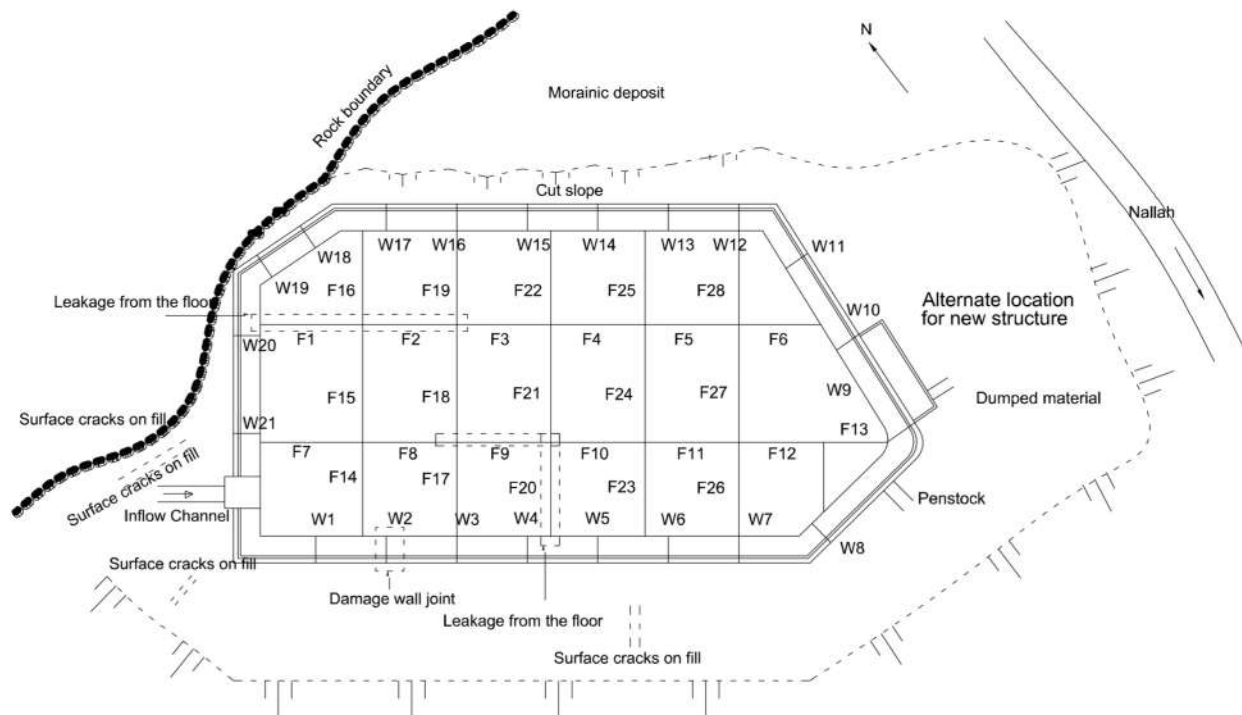 N
Morainic deposit
Rock boundary
Cut slope
Nallah
W18
W17
W16
W15
W14
W13
W12
W11
W19
F16
F19
F22
F25
F28
Leakage from the floor
Alternate location
for new structure
W10
W20
F1
F2
F3
F4
F5
F6
F15
F18
F21
F24
F27
W9
Dumped material
Surface cracks on fill
W21
F13
F7
F8
F9
F10
F11
F12
Surface cracks on fill
F14
F17
F20
F23
F26
Penstock
Inflow Channel
W1
W2
W3
W4
W5
W6
W7
W8
Surface cracks on fill
Damage wall joint
Leakage from the floor
Surface cracks on fill